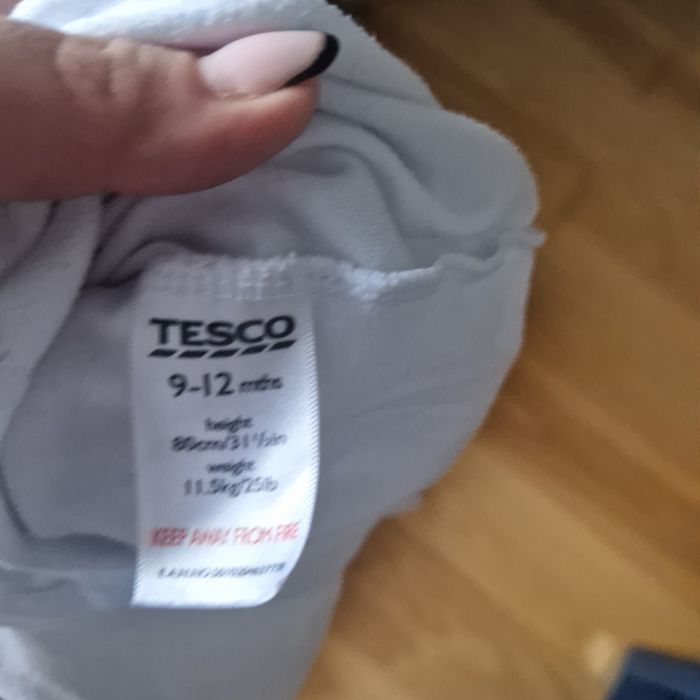 TESCO
9-12 mths
height
80cm/31½in
weight
11.5kg/25lb
KEEP AWAY FROM FIRE